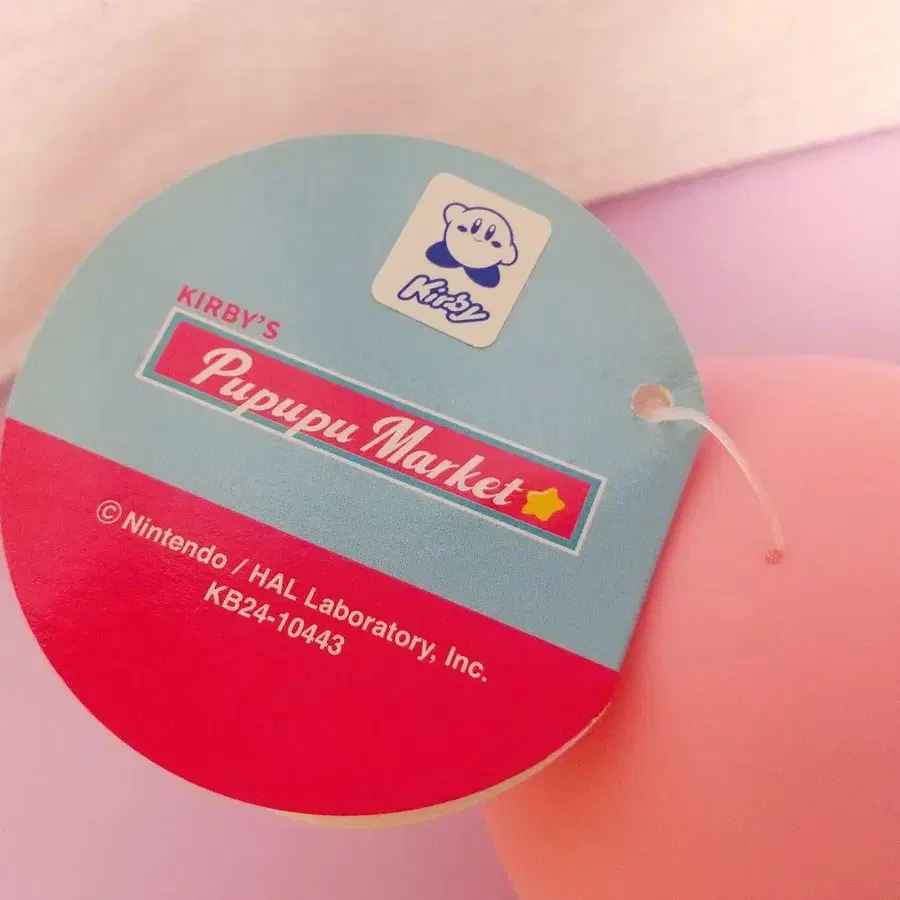 Kirby
KIRBY'S
Pupupu Market
© Nintendo / HAL Laboratory, Inc.
KB24-10443